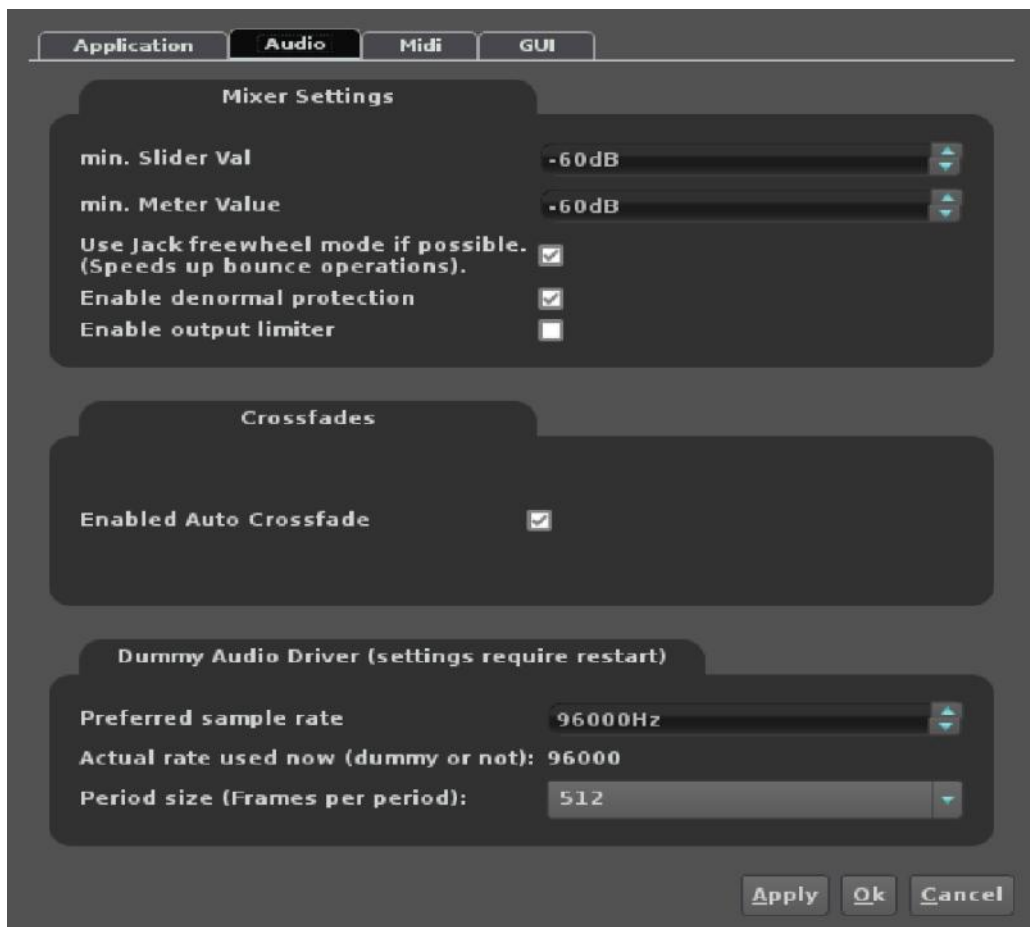 Application Audio Midi GUI
Mixer Settings
min. Slider Val -60dB
min. Meter Value -60dB
Use Jack freewheel mode if possible.
(Speeds up bounce operations).
Enable denormal protection
Enable output limiter
Crossfades
Enabled Auto Crossfade
Dummy Audio Driver (settings require restart)
Preferred sample rate 96000Hz
Actual rate used now (dummy or not): 96000
Period size (Frames per period): 512
Apply Ok Cancel